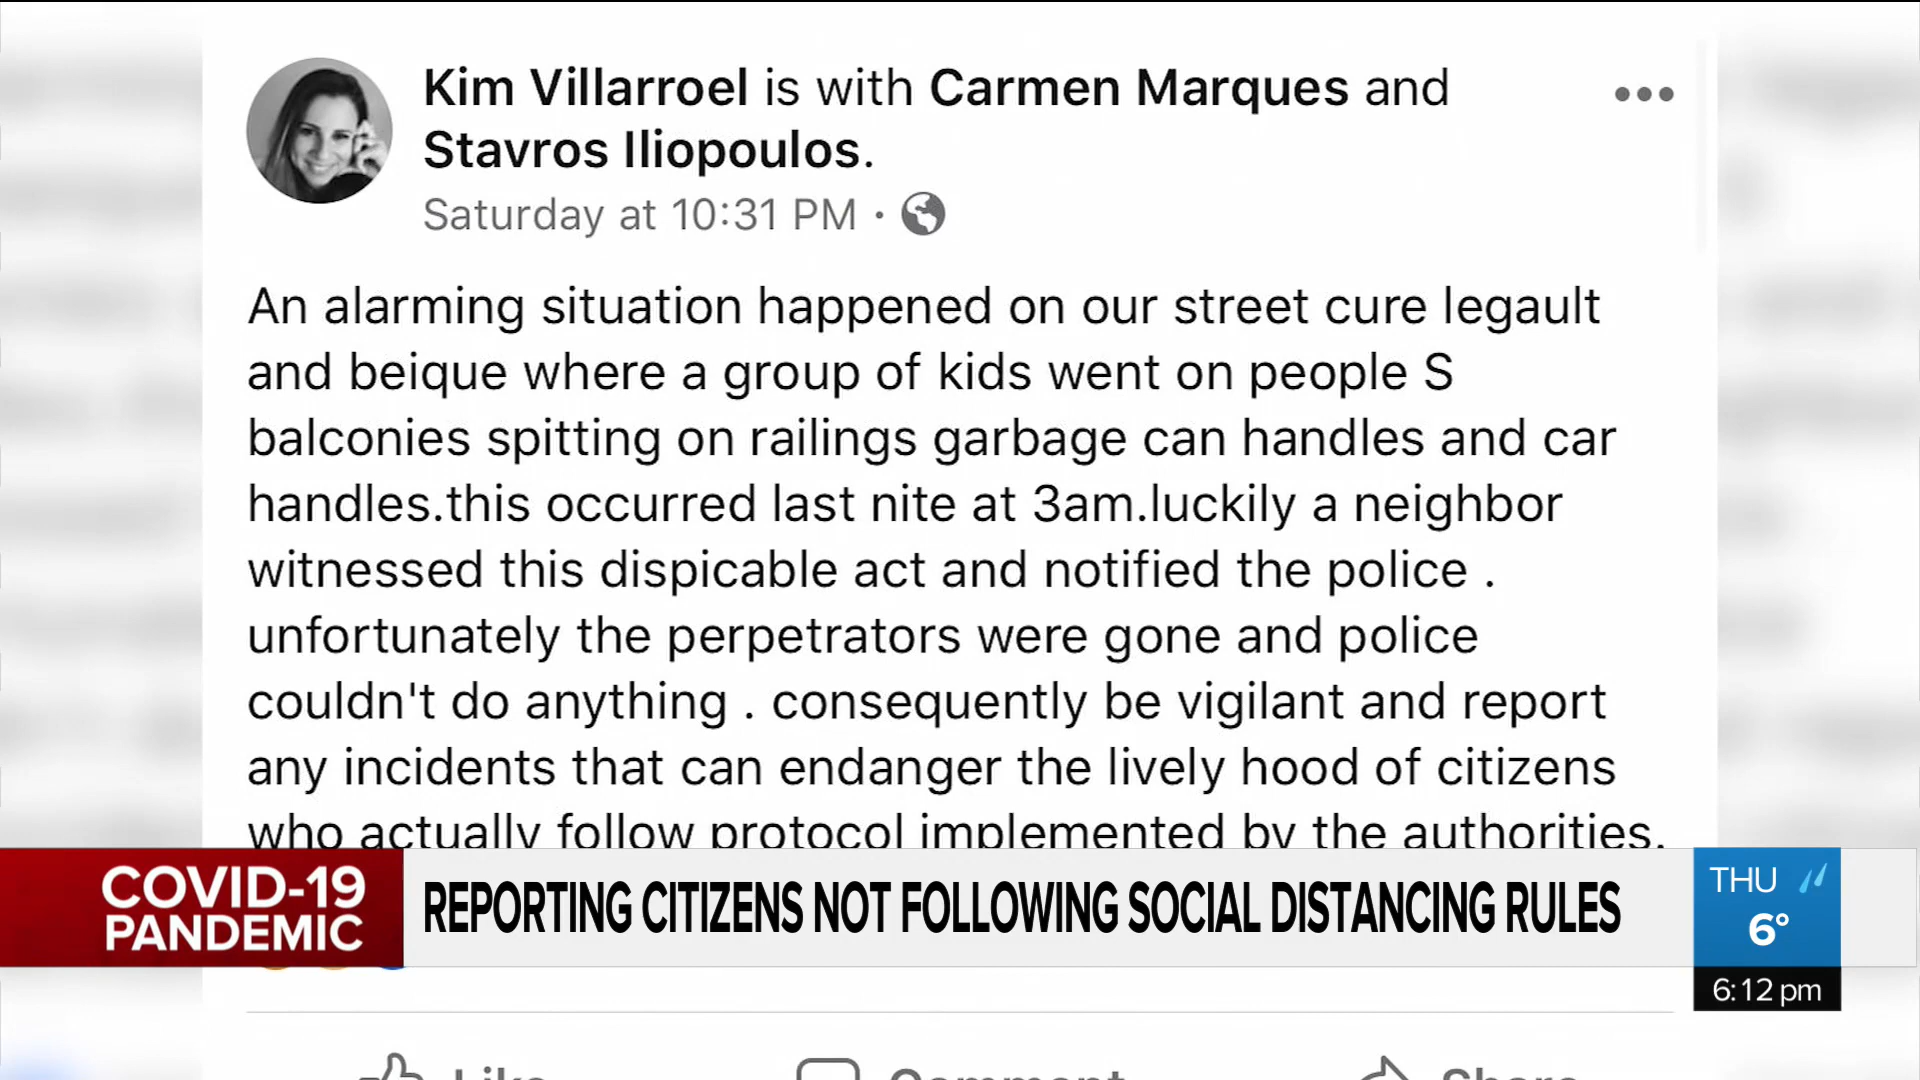 Kim Villarroel is with Carmen Marques and
Stavros Iliopoulos.
Saturday at 10:31 PM ·
An alarming situation happened on our street cure legault
and beique where a group of kids went on people S
balconies spitting on railings garbage can handles and car
handles.this occurred last nite at 3am.luckily a neighbor
witnessed this dispicable act and notified the police .
unfortunately the perpetrators were gone and police
couldn't do anything . consequently be vigilant and report
any incidents that can endanger the lively hood of citizens
who actually follow protocol implemented by the authorities.
COVID-19
PANDEMIC
REPORTING CITIZENS NOT FOLLOWING SOCIAL DISTANCING RULES
THU
6°
6:12 pm
Like
Comment
Share